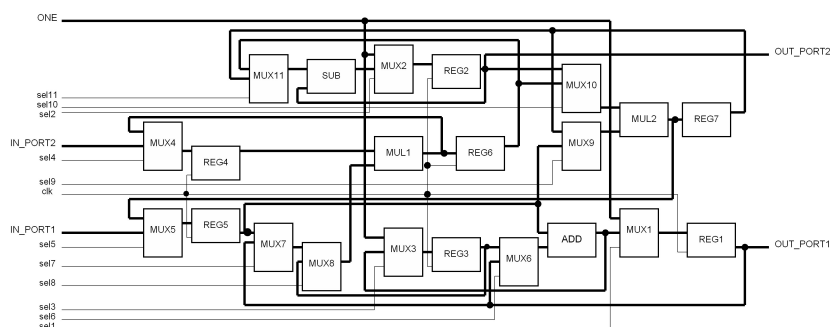 ONE
OUT_PORT2
MUX11
SUB
MUX2
REG2
MUX10
sel11
sel10
sel2
MUL2
REG7
MUX4
IN_PORT2
sel4
REG4
MUL1
REG6
MUX9
sel9
clk
IN_PORT1
MUX5
REG5
sel5
MUX7
MUX8
MUX3
REG3
MUX6
ADD
MUX1
REG1
OUT_PORT1
sel7
sel8
sel3
sel6
sel1